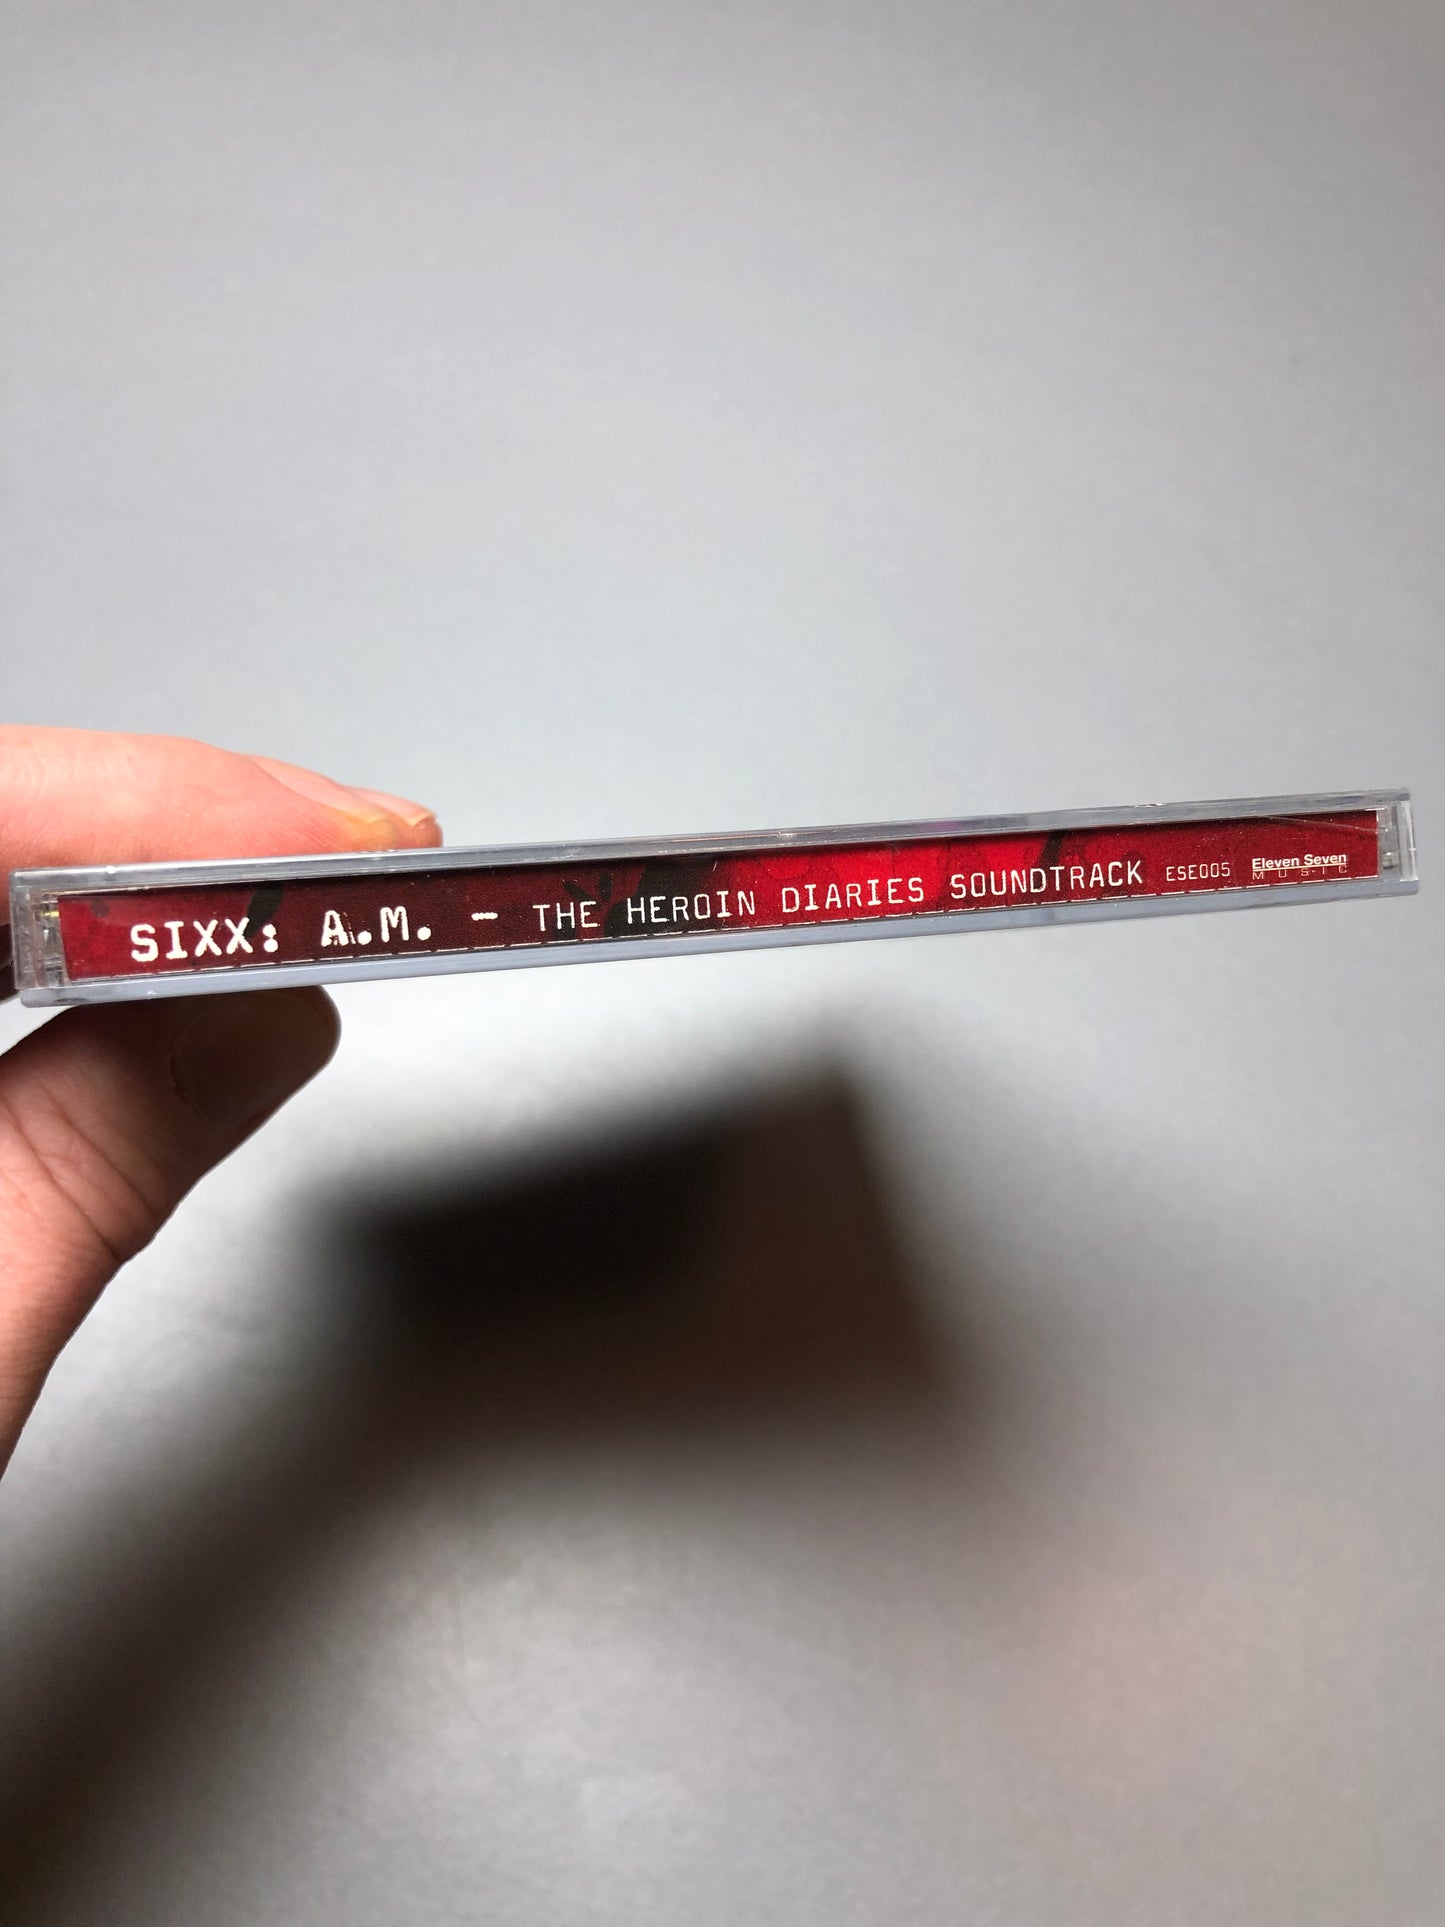 SIXX: A.M. - THE HEROIN DIARIES SOUNDTRACK ESE005 Eleven Seven
MUSIC